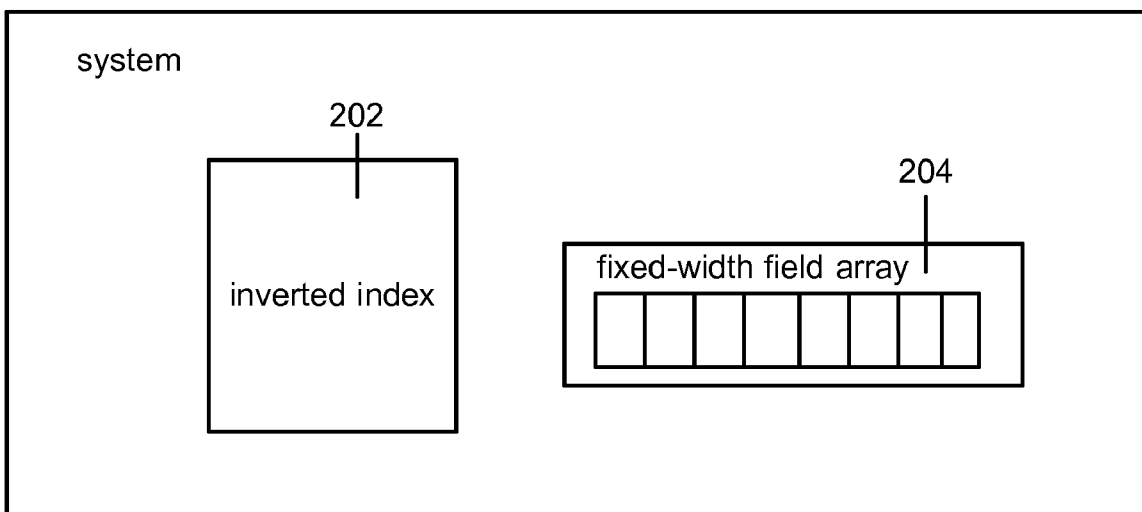 system
202
204
fixed-width field array
inverted index